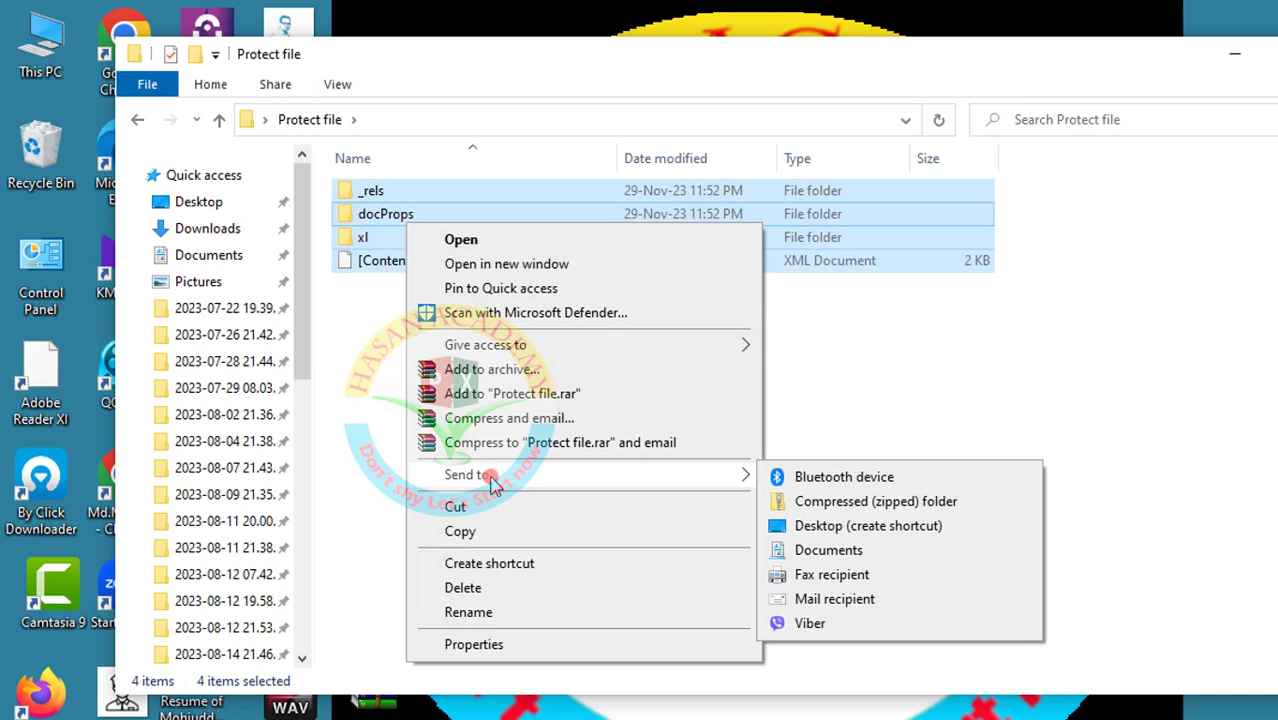 This PC
Recycle Bin
Control
Panel
Adobe
Reader XI
By Click
Downloader
Camtasia 9
Resume of
WAV
Protect file
File
Home
Share
View
Protect file
Search Protect file
Name
Date modified
Type
Size
Quick access
Desktop
Downloads
Documents
Pictures
2023-07-22 19.39.
2023-07-26 21.42.
2023-07-28 21.44.
2023-07-29 08.03.
2023-08-02 21.36.
2023-08-04 21.38.
2023-08-07 21.43.
2023-08-09 21.35.
2023-08-11 20.00.
2023-08-11 21.38.
2023-08-12 07.42.
2023-08-12 19.58.
2023-08-12 21.53.
2023-08-14 21.46.
_rels
29-Nov-23 11:52 PM
File folder
docProps
29-Nov-23 11:52 PM
File folder
xl
File folder
[Conten
XML Document
2 KB
Open
Open in new window
Pin to Quick access
Scan with Microsoft Defender...
Give access to
Add to archive...
Add to "Protect file.rar"
Compress and email...
Compress to "Protect file.rar" and email
Send to
Cut
Copy
Create shortcut
Delete
Rename
Properties
Bluetooth device
Compressed (zipped) folder
Desktop (create shortcut)
Documents
Fax recipient
Mail recipient
Viber
HASAN ACADEMY
P X
Don't shy Let's Start now
4 items
4 items selected